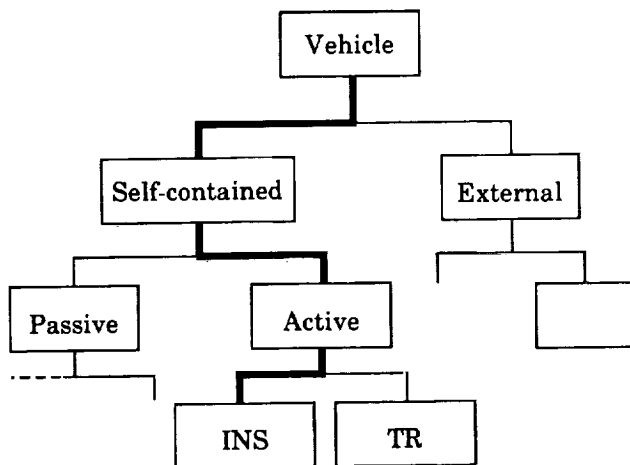 Vehicle
Self-contained
External
Passive
Active
INS
TR